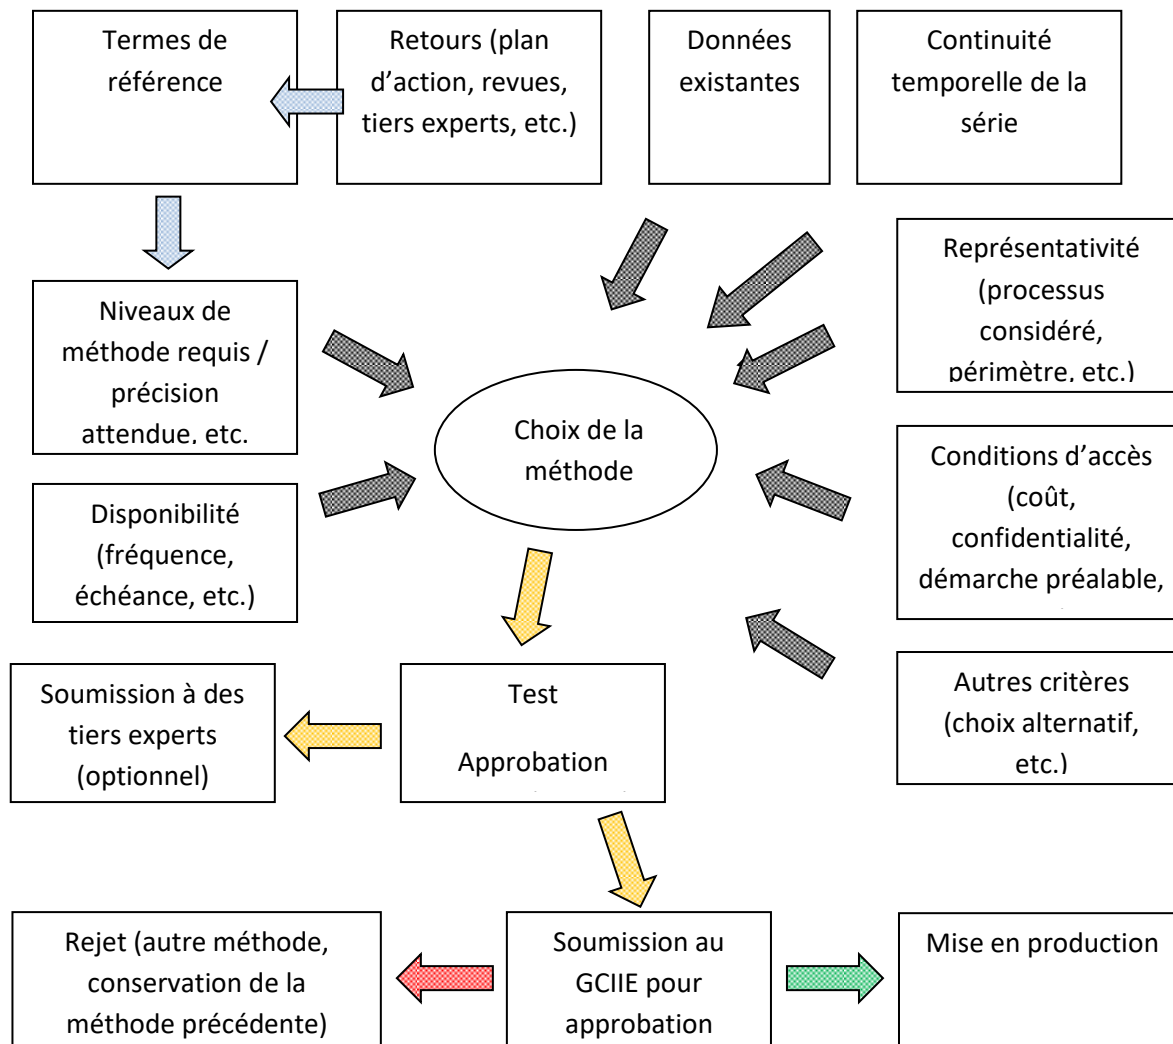 Termes de
référence
Retours (plan
d’action, revues,
tiers experts, etc.)
Données
existantes
Continuité
temporelle de la
série
Représentativité
(processus
considéré,
périmètre, etc.)
Niveaux de
méthode requis /
précision
attendue, etc.
Choix de la
méthode
Conditions d’accès
(coût,
confidentialité,
démarche préalable,
Disponibilité
(fréquence,
échéance, etc.)
Autres critères
(choix alternatif,
etc.)
Soumission à des
tiers experts
(optionnel)
Test
Approbation
Rejet (autre méthode,
conservation de la
méthode précédente)
Soumission au
GCIIE pour
approbation
Mise en production